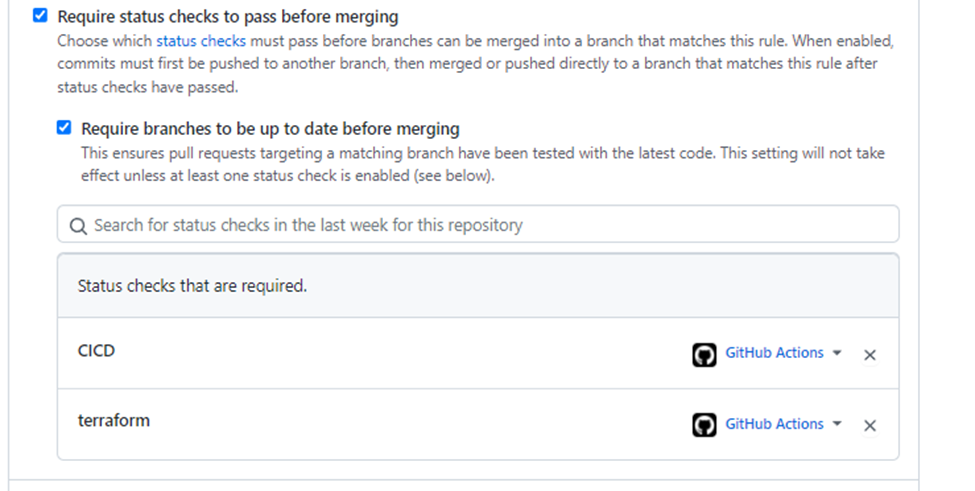 Require status checks to pass before merging
Choose which status checks must pass before branches can be merged into a branch that matches this rule. When enabled,
commits must first be pushed to another branch, then merged or pushed directly to a branch that matches this rule after
status checks have passed.
Require branches to be up to date before merging
This ensures pull requests targeting a matching branch have been tested with the latest code. This setting will not take
effect unless at least one status check is enabled (see below).
Search for status checks in the last week for this repository
Status checks that are required.
CICD GitHub Actions
terraform GitHub Actions